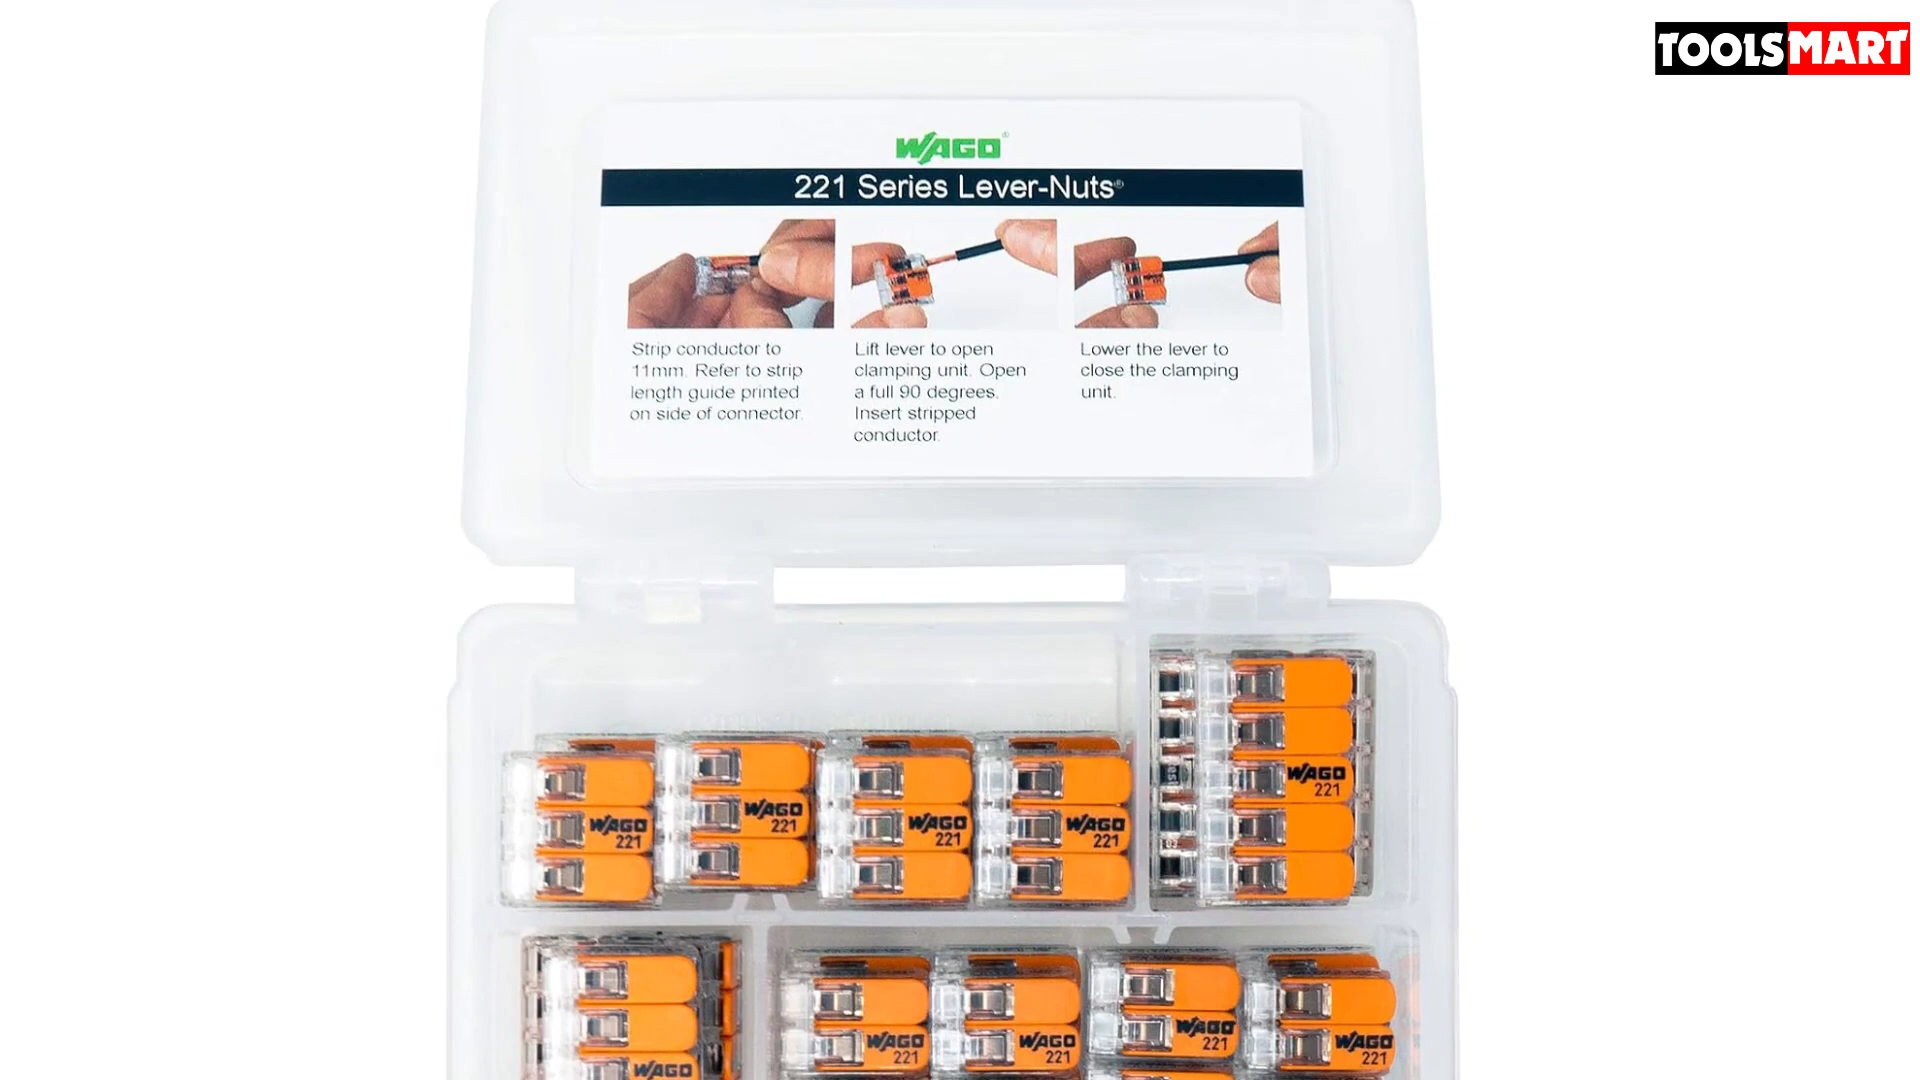 TOOLSMART
WAGO®
221 Series Lever-Nuts®
Strip conductor to
11mm. Refer to strip
length guide printed
on side of connector.
Lift lever to open
clamping unit. Open
a full 90 degrees.
Insert stripped
conductor.
Lower the lever to
close the clamping
unit.
WAGO
221
WAGO
221
WAGO
221
WAGO
221
WAGO
221
WAGO
WAGO
221
WAGO
221
WAGO
221
WAGO
221